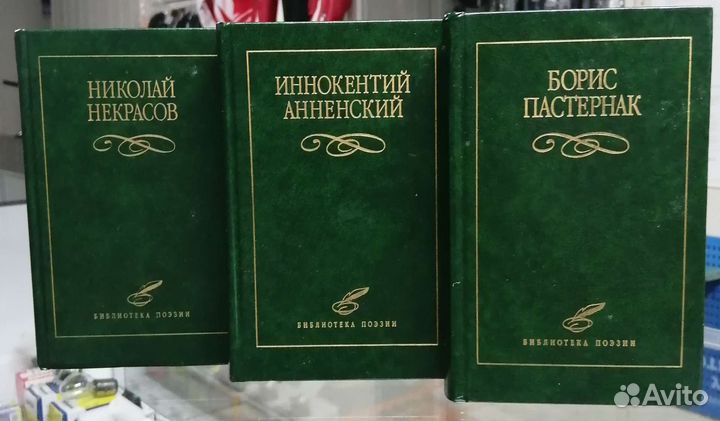 НИКОЛАЙ
НЕКРАСОВ
БИБЛИОТЕКА ПОЭЗИИ
ИННОКЕНТИЙ
АННЕНСКИЙ
БИБЛИОТЕКА ПОЭЗИИ
БОРИС
ПАСТЕРНАК
БИБЛИОТЕКА ПОЭЗИИ
Avito